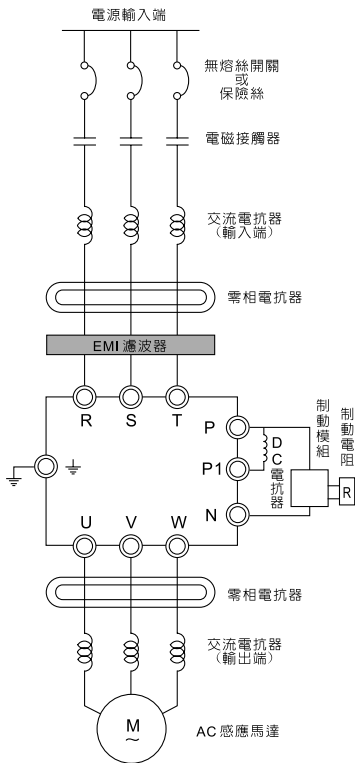 電源輸入端
無熔絲開關
或
保險絲
電磁接觸器
交流電抗器
(輸入端)
零相電抗器
EMI 濾波器
R S T
P
P1
N
DC電抗器
制動模組
制動電阻
R
U V W
零相電抗器
交流電抗器
(輸出端)
M
~
AC 感應馬達